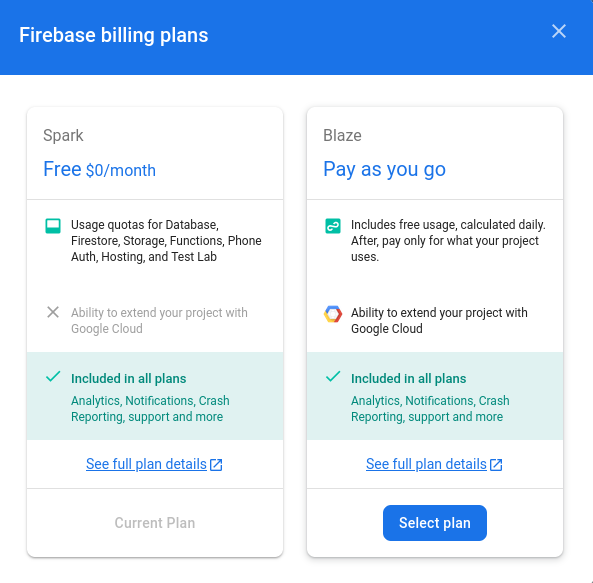 Firebase billing plans
Spark
Free $0/month
Usage quotas for Database,
Firestore, Storage, Functions, Phone
Auth, Hosting, and Test Lab
Ability to extend your project with
Google Cloud
Included in all plans
Analytics, Notifications, Crash
Reporting, support and more
See full plan details
Current Plan
Blaze
Pay as you go
Includes free usage, calculated daily.
After, pay only for what your project
uses.
Ability to extend your project with
Google Cloud
Included in all plans
Analytics, Notifications, Crash
Reporting, support and more
See full plan details
Select plan